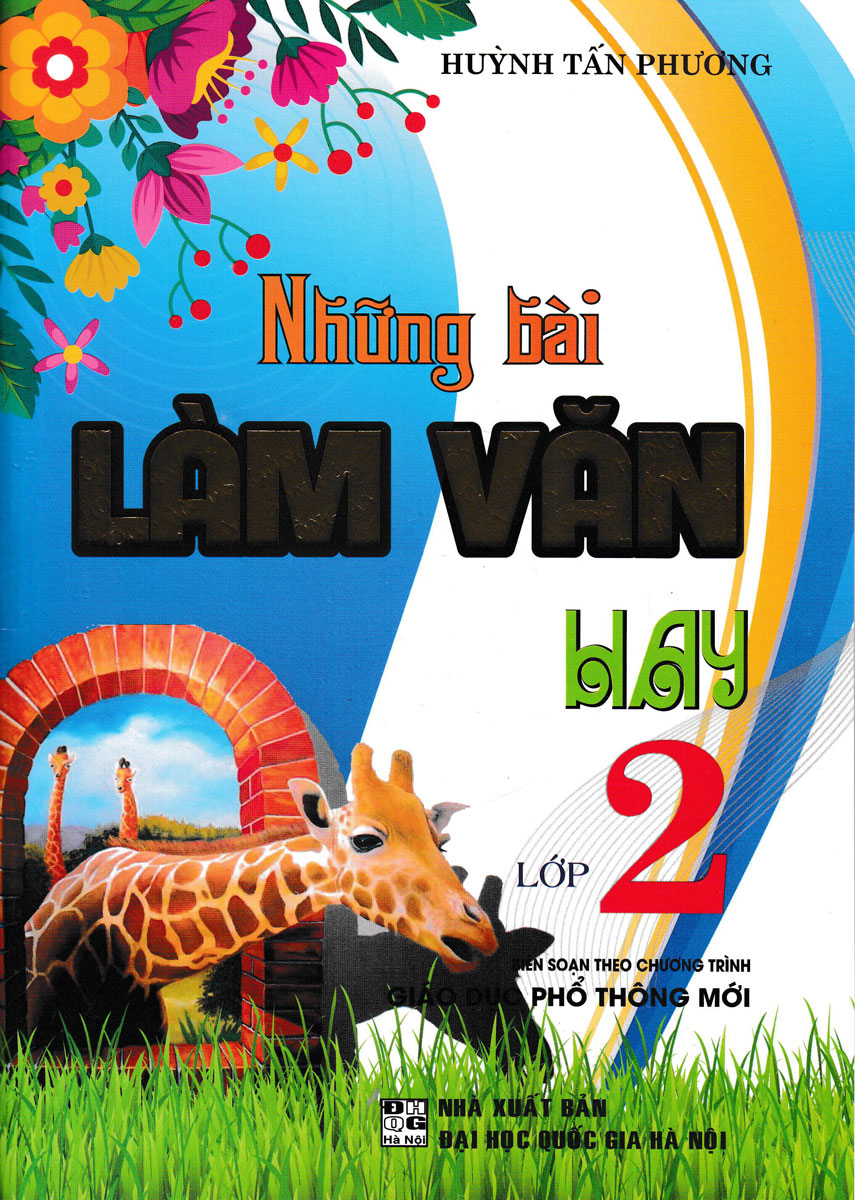 HUỲNH TẤN PHƯƠNG
Những bài
LÀM VĂN
HAY
LỚP 2
BIÊN SOẠN THEO CHƯƠNG TRÌNH
GIÁO DỤC PHỔ THÔNG MỚI
ĐH
QG
Hà Nội
NHÀ XUẤT BẢN
ĐẠI HỌC QUỐC GIA HÀ NỘI